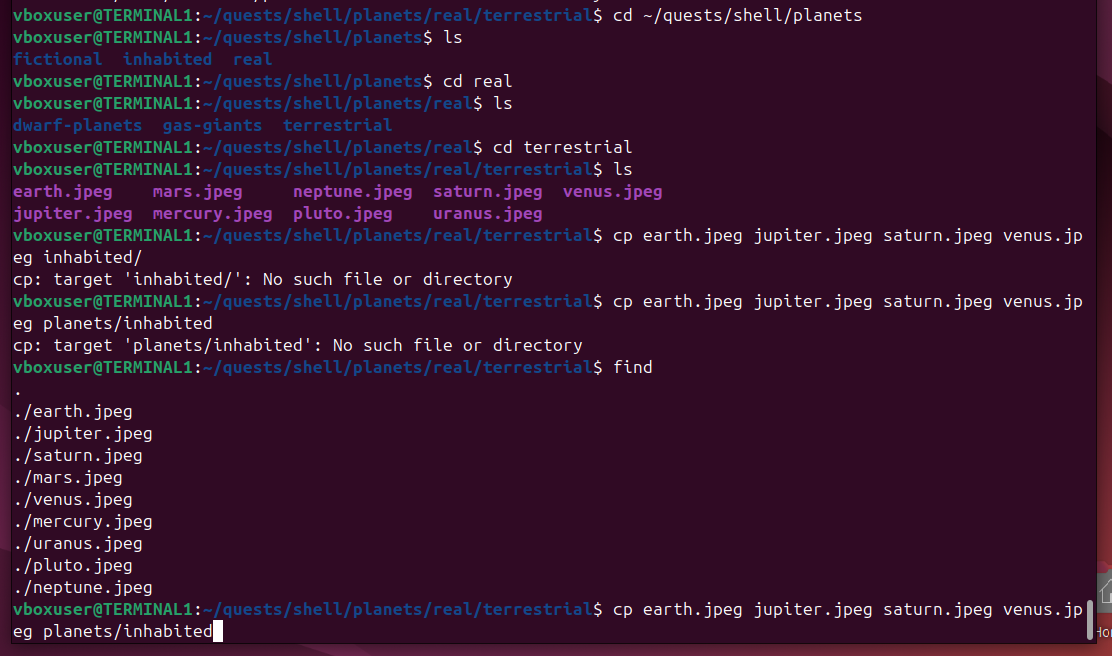 vboxuser@TERMINAL1:~/quests/shell/planets/real/terrestrial$ cd ~/quests/shell/planets
vboxuser@TERMINAL1:~/quests/shell/planets$ ls
fictional  inhabited  real
vboxuser@TERMINAL1:~/quests/shell/planets$ cd real
vboxuser@TERMINAL1:~/quests/shell/planets/real$ ls
dwarf-planets  gas-giants  terrestrial
vboxuser@TERMINAL1:~/quests/shell/planets/real$ cd terrestrial
vboxuser@TERMINAL1:~/quests/shell/planets/real/terrestrial$ ls
earth.jpeg    mars.jpeg     neptune.jpeg  saturn.jpeg  venus.jpeg
jupiter.jpeg  mercury.jpeg  pluto.jpeg    uranus.jpeg
vboxuser@TERMINAL1:~/quests/shell/planets/real/terrestrial$ cp earth.jpeg jupiter.jpeg saturn.jpeg venus.jp
eg inhabited/
cp: target 'inhabited/': No such file or directory
vboxuser@TERMINAL1:~/quests/shell/planets/real/terrestrial$ cp earth.jpeg jupiter.jpeg saturn.jpeg venus.jp
eg planets/inhabited
cp: target 'planets/inhabited': No such file or directory
vboxuser@TERMINAL1:~/quests/shell/planets/real/terrestrial$ find
.
./earth.jpeg
./jupiter.jpeg
./saturn.jpeg
./mars.jpeg
./venus.jpeg
./mercury.jpeg
./uranus.jpeg
./pluto.jpeg
./neptune.jpeg
vboxuser@TERMINAL1:~/quests/shell/planets/real/terrestrial$ cp earth.jpeg jupiter.jpeg saturn.jpeg venus.jp
eg planets/inhabited